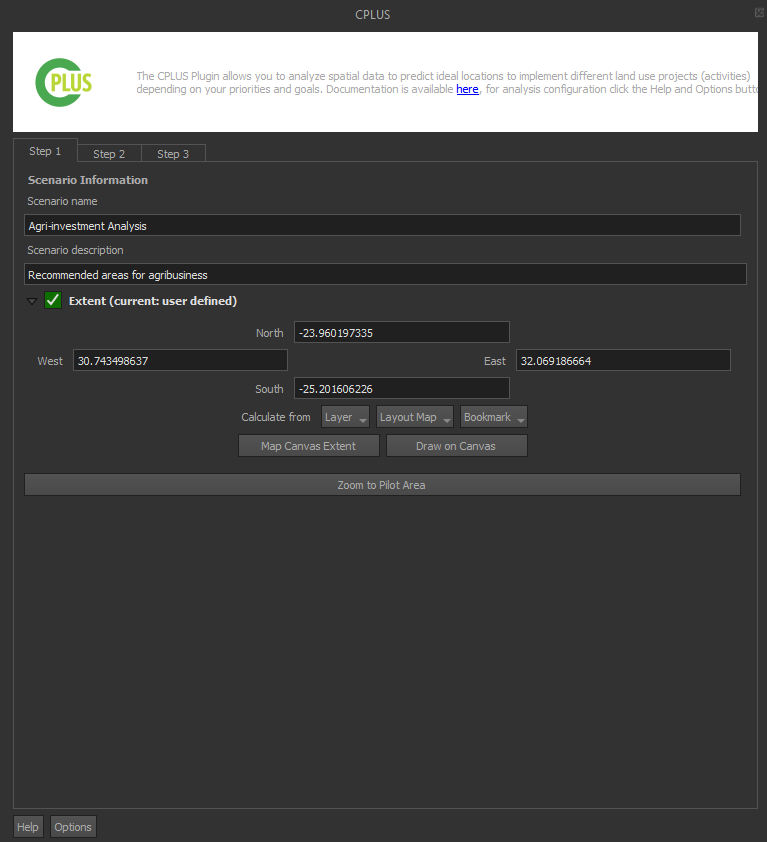 CPLUS
CPLUS
The CPLUS Plugin allows you to analyze spatial data to predict ideal locations to implement different land use projects (activities)
depending on your priorities and goals. Documentation is available here, for analysis configuration click the Help and Options butto
Step 1 Step 2 Step 3
Scenario Information
Scenario name
Agri-investment Analysis
Scenario description
Recommended areas for agribusiness
Extent (current: user defined)
North -23.960197335
West 30.743498637 East 32.069186664
South -25.201606226
Calculate from Layer Layout Map Bookmark
Map Canvas Extent Draw on Canvas
Zoom to Pilot Area
Help Options